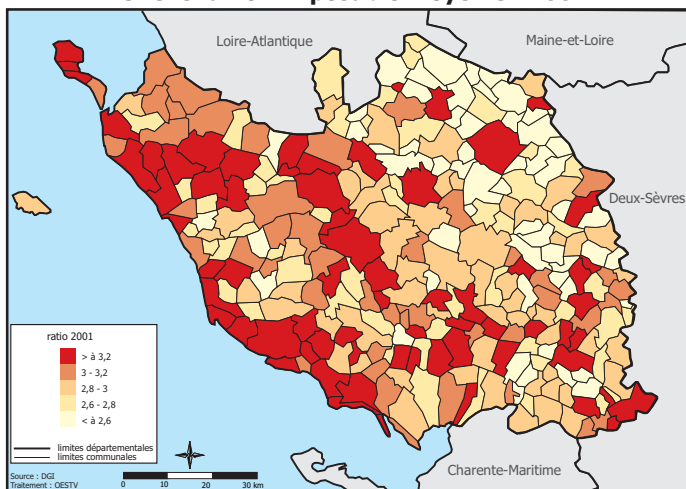 Loire-Atlantique
Maine-et-Loire
Deux-Sèvres
ratio 2001
> à 3,2
3 - 3,2
2,8 - 3
2,6 - 2,8
< à 2,6
limites départementales
limites communales
Source : DGI
Traitement : OESTV
0 10 20 30 km
Charente-Maritime